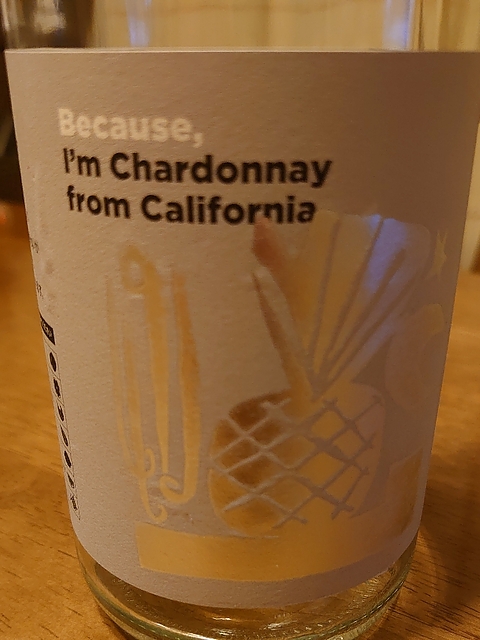 Because,
I'm Chardonnay
from California